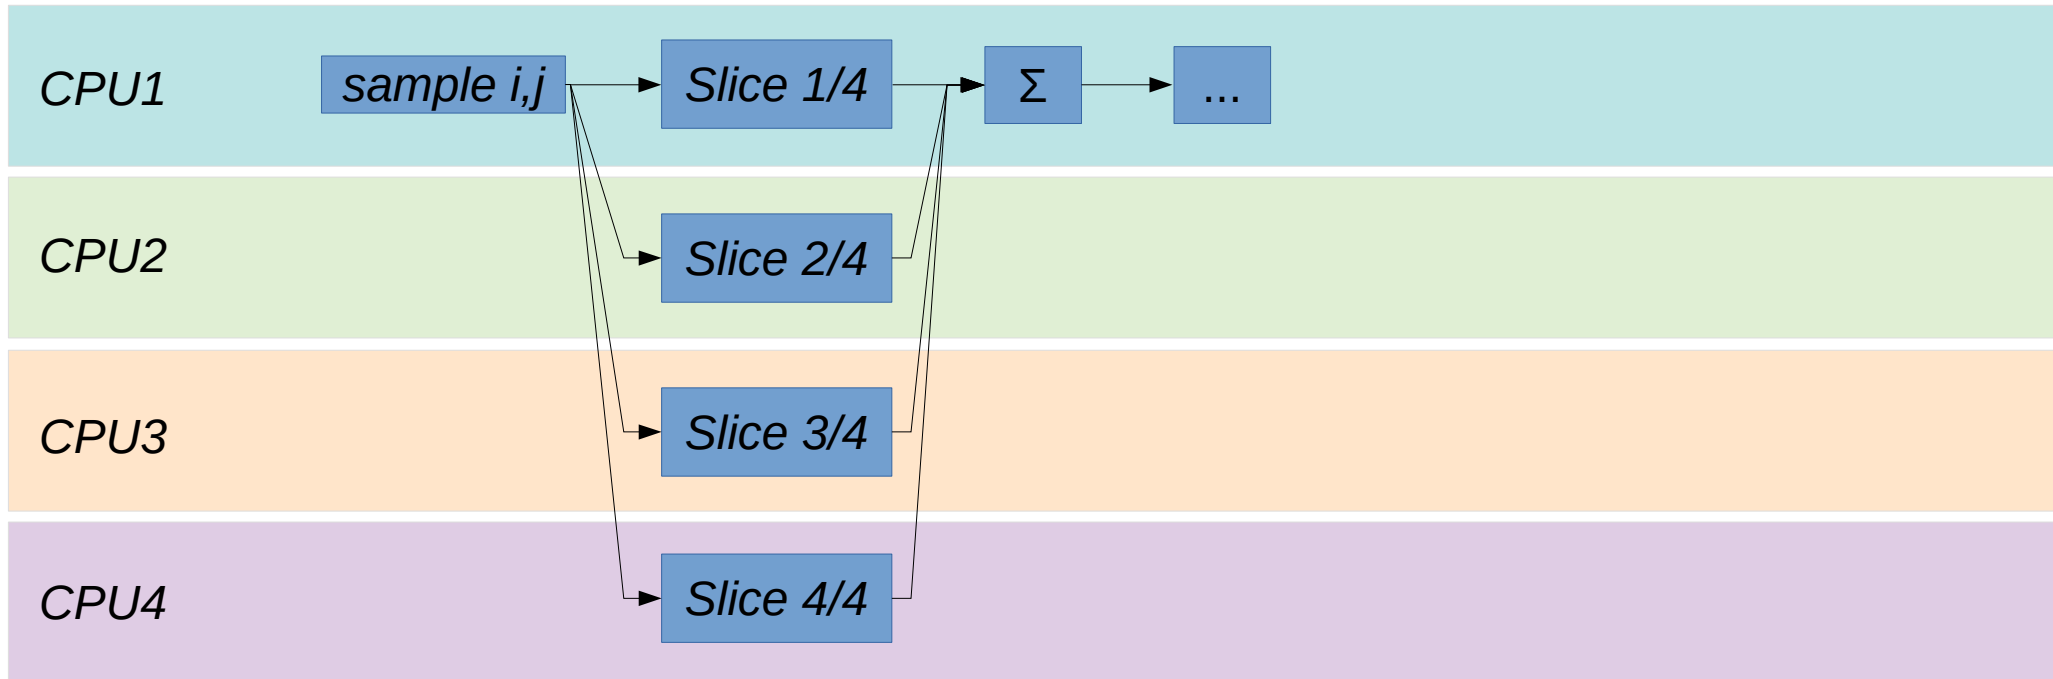 CPU1
sample i,j
Slice 1/4
Σ
...
CPU2
Slice 2/4
CPU3
Slice 3/4
CPU4
Slice 4/4